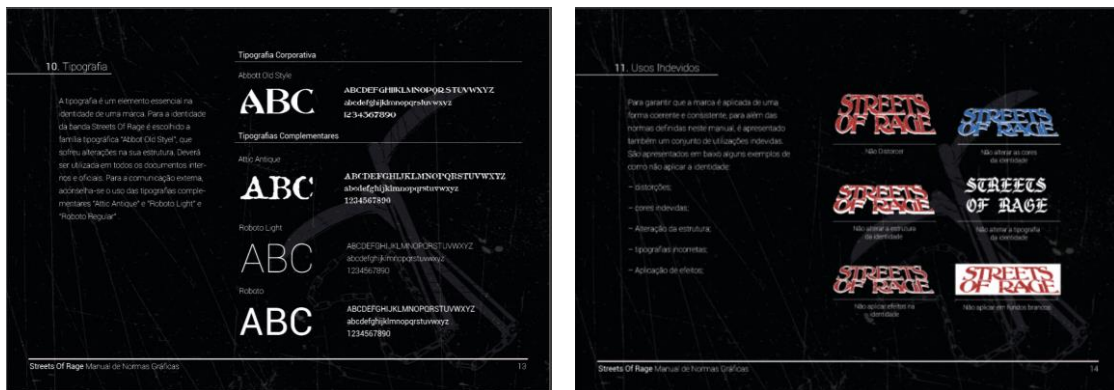 10. Tipografia
A tipografia é um elemento essencial na
identidade de uma marca. Para a identidade
da banda Streets Of Rage é escolhido a
família tipográfica "Abbot Old Styel", que
sofreu alterações na sua estrutura. Deverá
ser utilizada em todos os documentos inter-
nos e oficiais. Para a comunicação externa,
aconselha-se o uso das tipografias comple-
mentares "Attic Antique" e "Roboto Light" e
"Roboto Regular".
Tipografia Corporativa
Abbott Old Style
ABC
ABCDEFGHIJKLMNOPQRSTUVWXYZ
abcdefghijklmnopqrstuvwxyz
1234567890
Tipografias Complementares
Attic Antique
ABC
ABCDEFGHIJKLMNOPQRSTUVWXYZ
abcdefghijklmnopqrstuvwxyz
1234567890
Roboto Light
ABC
ABCDEFGHIJKLMNOPQRSTUVWXYZ
abcdefghijklmnopqrstuvwxyz
1234567890
Roboto
ABC
ABCDEFGHIJKLMNOPQRSTUVWXYZ
abcdefghijklmnopqrstuvwxyz
1234567890
Streets Of Rage Manual de Normas Gráficas
13
11. Usos Indevidos
Para garantir que a marca é aplicada de uma
forma coerente e consistente, para além das
normas definidas neste manual, é apresentado
também um conjunto de utilizações indevidas.
São apresentados em baixo alguns exemplos de
como não aplicar a identidade:
– distorções;
– cores indevidas;
– Alteração da estrutura;
– tipografias incorretas;
– Aplicação de efeitos;
STREETS
OF RAGE
Não Distorcer
STREETS
OF RAGE
Não alterar as cores
da identidade
STREETS
OF RAGE
Não alterar a estrutura
da identidade
STREETS
OF RAGE
Não alterar a tipografia
da identidade
STREETS
OF RAGE
Não aplicar efeitos na
identidade
STREETS
OF RAGE
Não aplicar em fundos brancos
Streets Of Rage Manual de Normas Gráficas
14